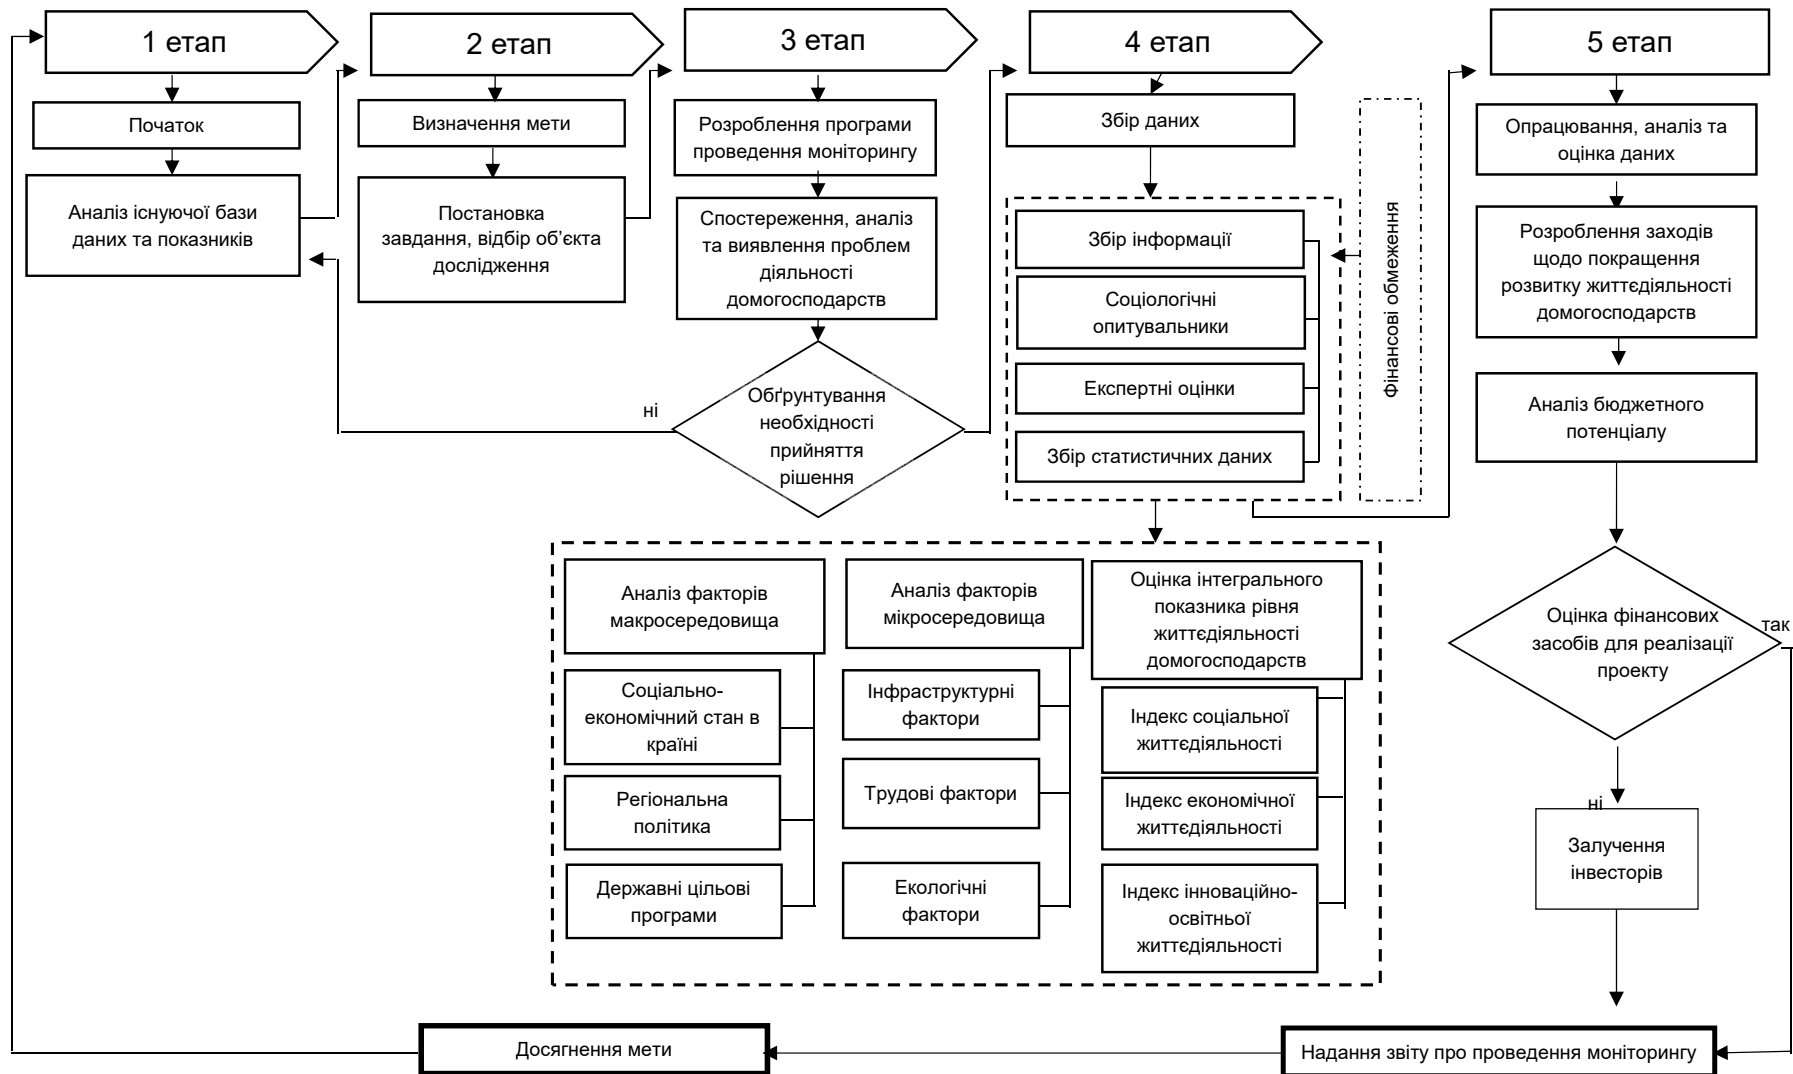 1 етап
Початок
Аналіз існуючої бази
даних та показників
2 етап
Визначення мети
Постановка
завдання, відбір об’єкта
дослідження
3 етап
Розроблення програми
проведення моніторингу
Спостереження, аналіз
та виявлення проблем
діяльності
домогосподарств
ні
Обґрунтування
необхідності
прийняття
рішення
4 етап
Збір даних
Збір інформації
Соціологічні
опитувальники
Експертні оцінки
Збір статистичних даних
Фінансові обмеження
Аналіз факторів
макросередовища
Соціально-
економічний стан в
країні
Регіональна
політика
Державні цільові
програми
Аналіз факторів
мікросередовища
Інфраструктурні
фактори
Трудові фактори
Екологічні
фактори
Оцінка інтегрального
показника рівня
життєдіяльності
домогосподарств
Індекс соціальної
життєдіяльності
Індекс економічної
життєдіяльності
Індекс інноваційно-
освітньої
життєдіяльності
5 етап
Опрацювання, аналіз та
оцінка даних
Розроблення заходів
щодо покращення
розвитку життєдіяльності
домогосподарств
Аналіз бюджетного
потенціалу
Оцінка фінансових
засобів для реалізації
проекту
так
ні
Залучення
інвесторів
Надання звіту про проведення моніторингу
Досягнення мети